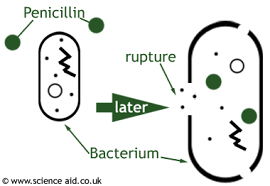 Penicillin
rupture
later
Bacterium
© www.science aid.co.uk